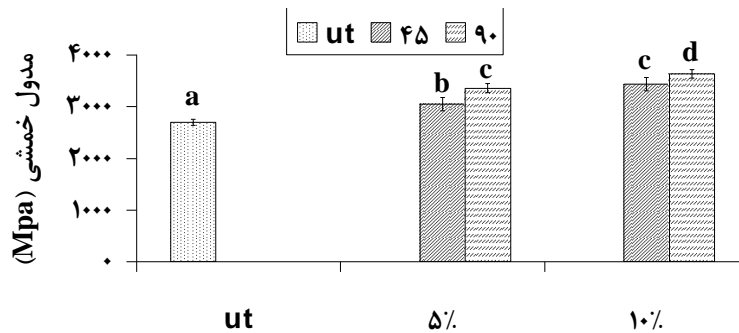 ut ۴۵ ۹۰
مدول خمشی (Mpa)
۴۰۰۰
۳۰۰۰
۲۰۰۰
۱۰۰۰
۰
a b c c d
ut ۵٪ ۱۰٪